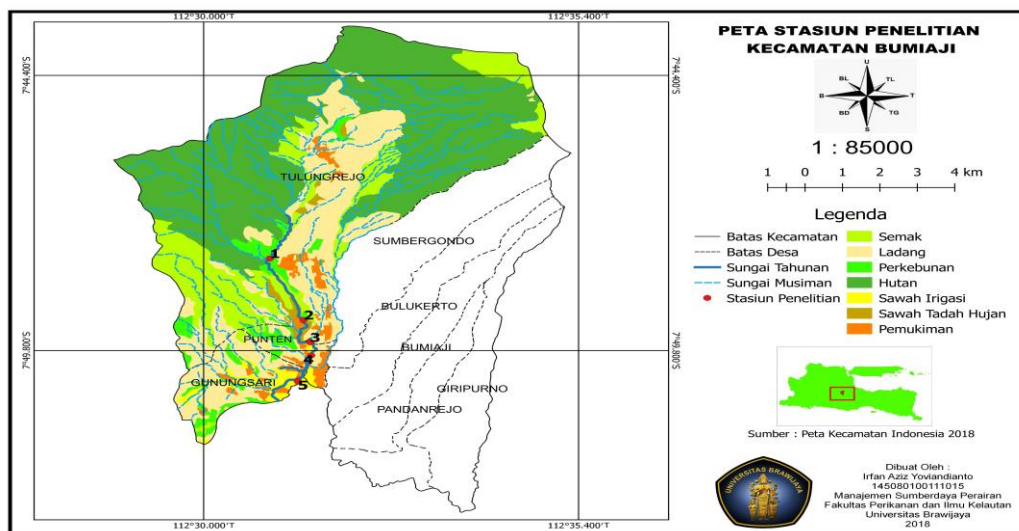 112°30.000'T
112°35.400'T
7°44.400'S
7°44.400'S
7°49.800'S
7°49.800'S
TULUNGREJO
SUMBERGONDO
1
BULUKERTO
2
PUNTEN
3
BUMIAJI
4
GUNUNGSARI
5
GIRIPURNO
PANDANREJO
112°30.000'T
112°35.400'T
PETA STASIUN PENELITIAN
KECAMATAN BUMIAJI
U
BL
TL
B
T
BD
TG
S
1 : 85000
1 0 1 2 3 4 km
Legenda
Batas Kecamatan
Batas Desa
Sungai Tahunan
Sungai Musiman
Stasiun Penelitian
Semak
Ladang
Perkebunan
Hutan
Sawah Irigasi
Sawah Tadah Hujan
Pemukiman
Sumber : Peta Kecamatan Indonesia 2018
UNIVERSITAS BRAWIJAYA
Dibuat Oleh :
Irfan Aziz Yoviandianto
145080100111015
Manajemen Sumberdaya Perairan
Fakultas Perikanan dan Ilmu Kelautan
Universitas Brawijaya
2018